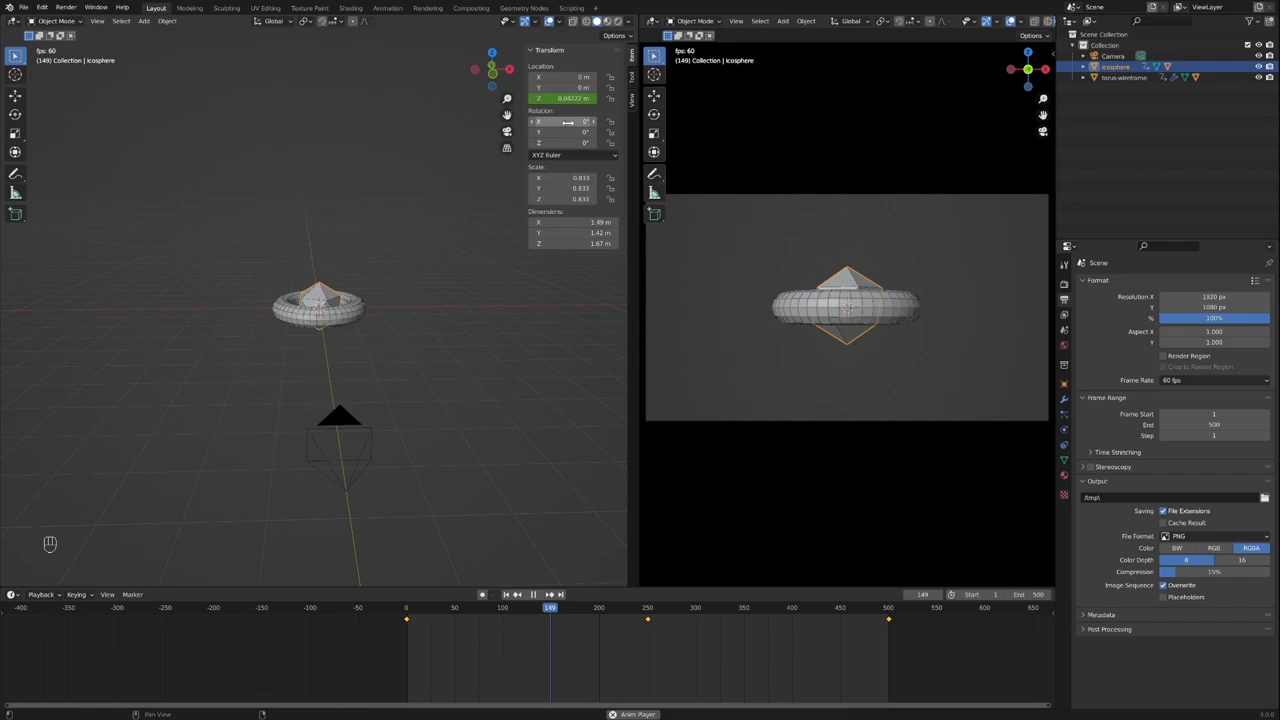 File Edit Render Window Help Layout Modeling Sculpting UV Editing Texture Paint Shading Animation Rendering Compositing Geometry Nodes Scripting Scene ViewLayer
Object Mode View Select Add Object Global
Object Mode View Select Add Object Global
Options
Options
fps: 60
(149) Collection | Icosphere
Transform
Location:
X 0 m
Y 0 m
Z 0.04222 m
Rotation:
X 0°
Y 0°
Z 0°
XYZ Euler
Scale:
X 0.833
Y 0.833
Z 0.833
Dimensions:
X 1.49 m
Y 1.42 m
Z 1.67 m
Item
Tool
View
X
Z
fps: 60
(149) Collection | Icosphere
X
Z
Scene Collection
Collection
Camera
Icosphere
torus-wireframe
Scene
Format
Resolution X 1920 px
Y 1080 px
% 100%
Aspect X 1.000
Y 1.000
Render Region
Crop to Render Region
Frame Rate 60 fps
Frame Range
Frame Start 1
End 500
Step 1
Time Stretching
Stereoscopy
Output
/tmp\
Saving File Extensions
Cache Result
File Format PNG
Color BW RGB RGBA
Color Depth 8 16
Compression 15%
Image Sequence Overwrite
Placeholders
Metadata
Post Processing
Playback Keying View Marker 149 Start 1 End 500
-400 -350 -300 -250 -200 -150 -100 -50 0 50 100 149 200 250 300 350 400 450 500 550 600 650
Pan View Anim Player 3.0.0